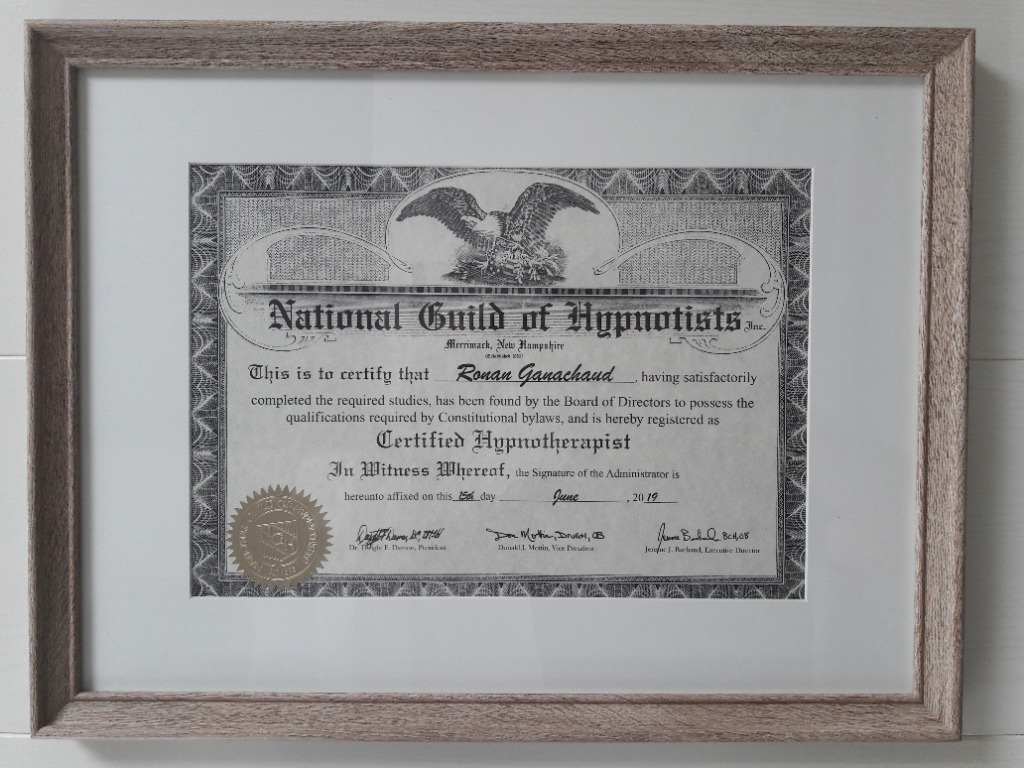 National Guild of Hypnotists Inc.
Merrimack, New Hampshire
(Established 1951)
This is to certify that Ronan Ganachaud, having satisfactorily
completed the required studies, has been found by the Board of Directors to possess the
qualifications required by Constitutional bylaws, and is hereby registered as
Certified Hypnotherapist
In Witness Whereof, the Signature of the Administrator is
hereunto affixed on this 15th day June, 2019
Dr. Dwight F. Damon, President
Donald J. Mottin, Vice President
Jereme J. Bachand, Executive Director